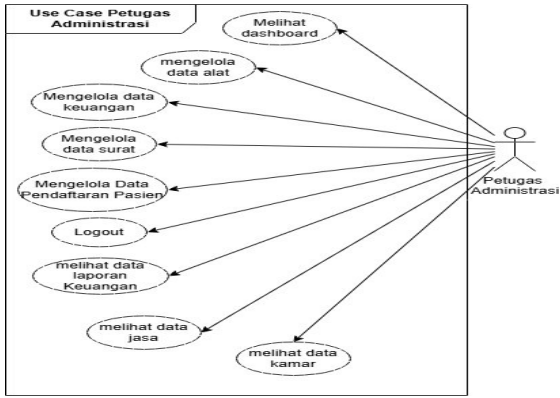 Use Case Petugas
Administrasi
Melihat
dashboard
mengelola
data alat
Mengelola data
keuangan
Mengelola
data surat
Mengelola Data
Pendaftaran Pasien
Logout
melihat data
laporan
Keuangan
melihat data
jasa
melihat data
kamar
Petugas
Administrasi